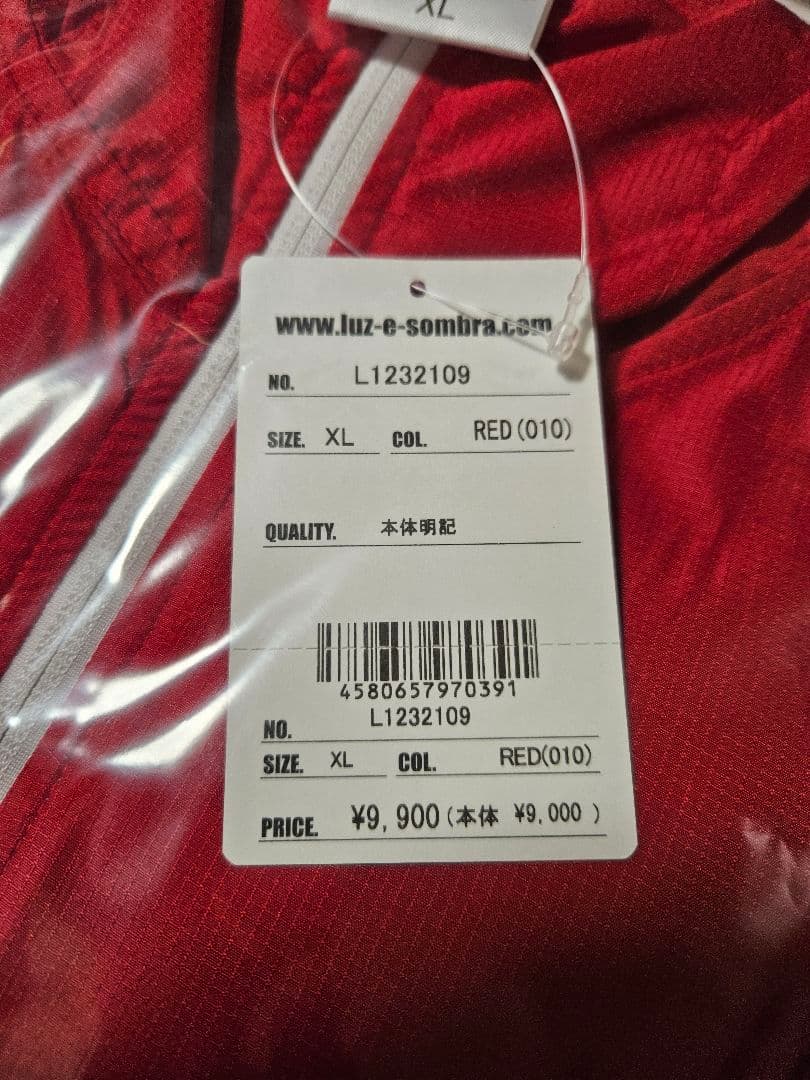 XL
www.luz-e-sombra.com
NO. L1232109
SIZE. XL COL. RED(010)
QUALITY. 本体明記
4580657970391
NO. L1232109
SIZE. XL COL. RED(010)
PRICE. ¥9,900(本体 ¥9,000 )